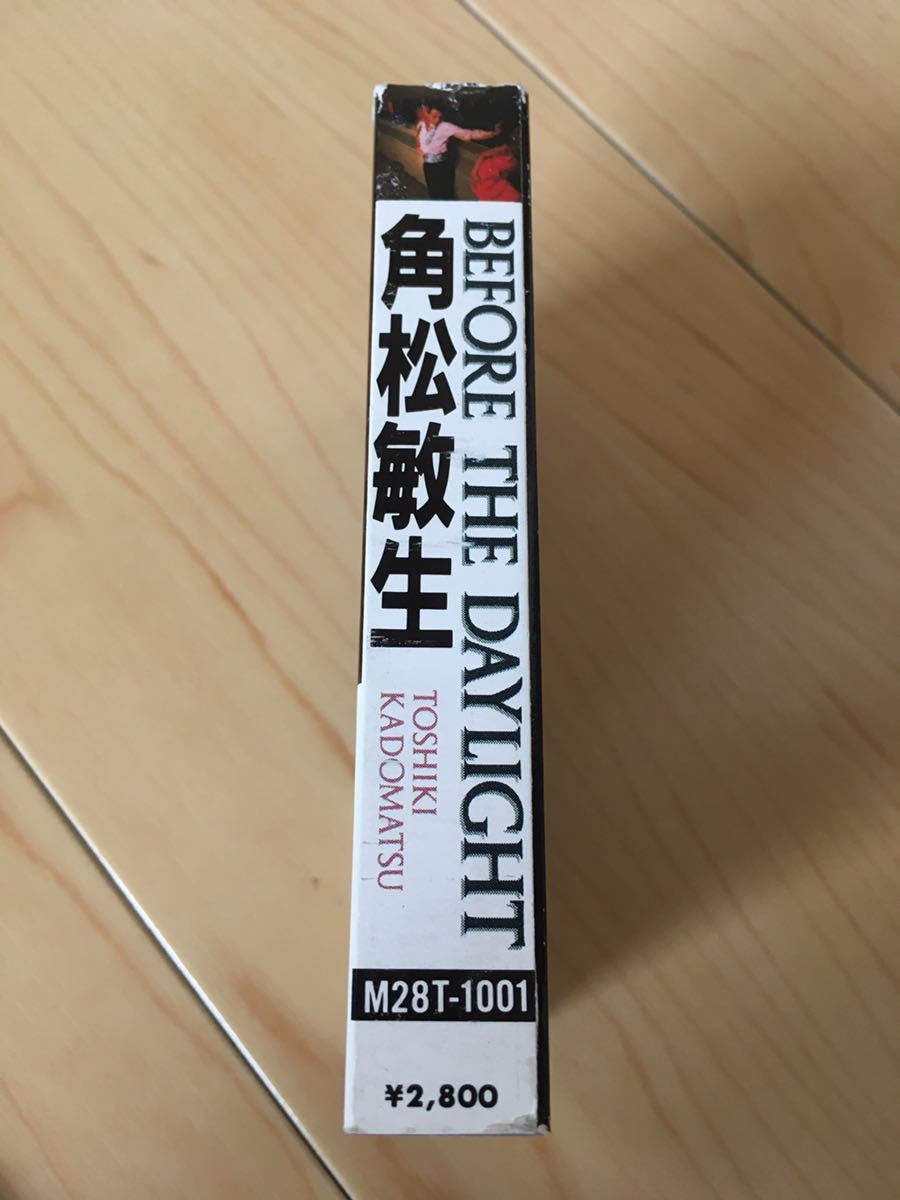 BEFORE THE DAYLIGHT
角松敏生
TOSHIKI
KADOMATSU
M28T-1001
¥2,800